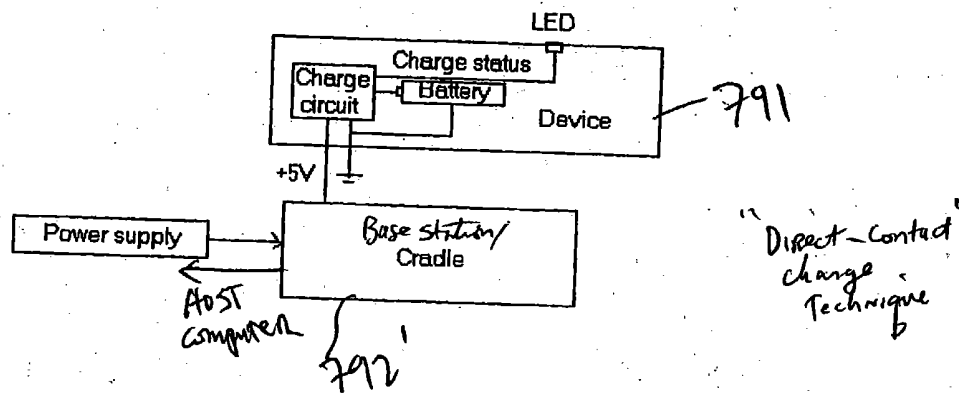 LED
Charge status
Charge
circuit
Battery
Device
791
+5V
Power supply
Base station/
Cradle
"Direct-Contact"
charge
Technique
HOST
computer
792'